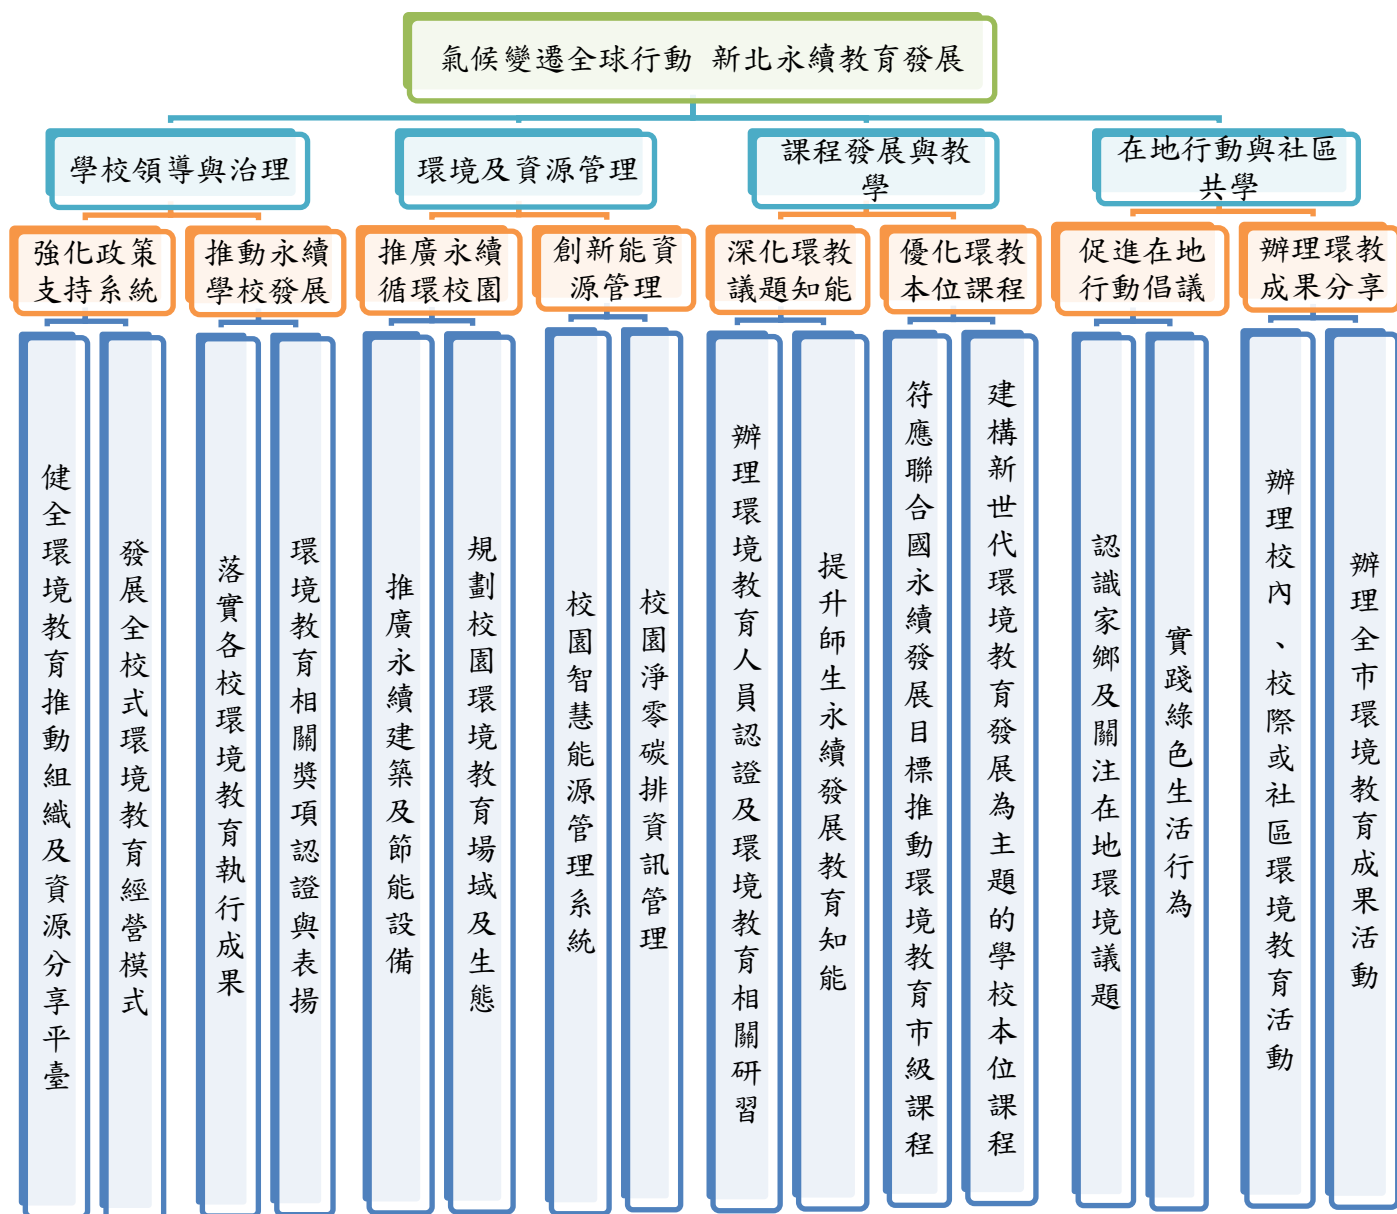 氣候變遷全球行動 新北永續教育發展
學校領導與治理
環境及資源管理
課程發展與教
學
在地行動與社區
共學
強化政策
支持系統
推動永續
學校發展
推廣永續
循環校園
創新能資
源管理
深化環教
議題知能
優化環教
本位課程
促進在地
行動倡議
辦理環教
成果分享
健全環境教育推動組織及資源分享平臺
發展全校式環境教育經營模式
落實各校環境教育執行成果
環境教育相關獎項認證與表揚
推廣永續建築及節能設備
規劃校園環境教育場域及生態
校園智慧能源管理系統
校園淨零碳排資訊管理
辦理環境教育人員認證及環境教育相關研習
提升師生永續發展教育知能
符應聯合國永續發展目標推動環境教育市級課程
建構新世代環境教育發展為主題的學校本位課程
認識家鄉及關注在地環境議題
實踐綠色生活行為
辦理校內、校際或社區環境教育活動
辦理全市環境教育成果活動